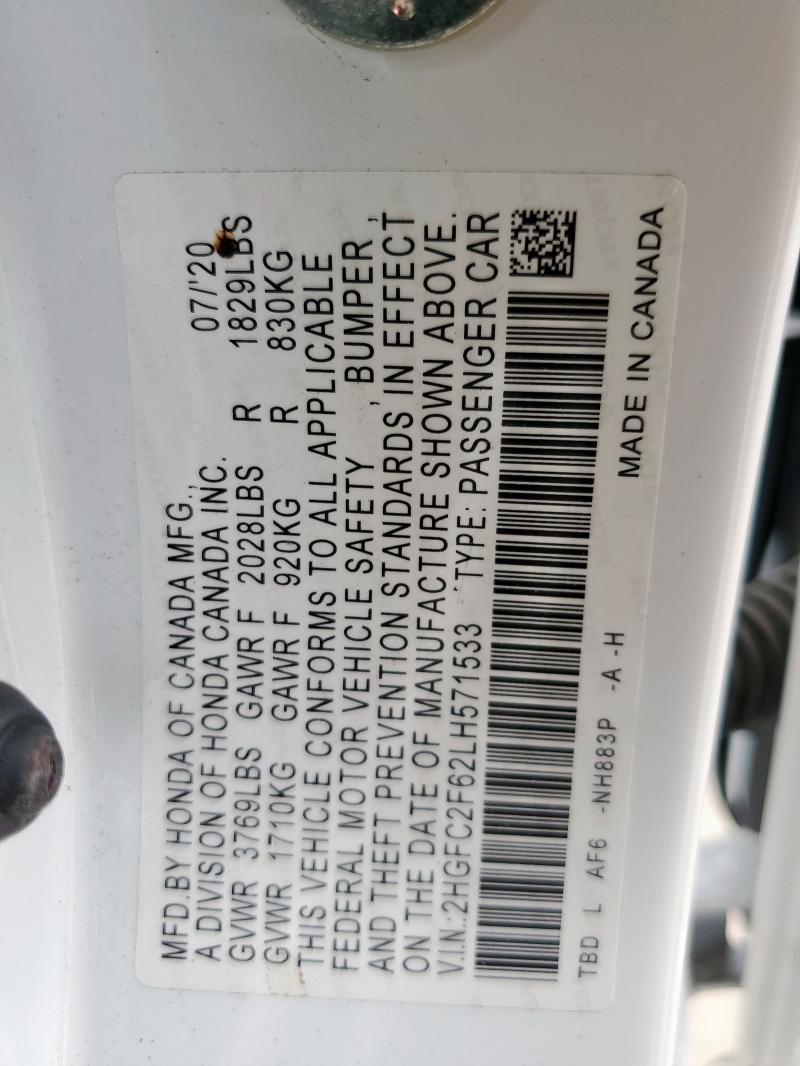 MFD.BY HONDA OF CANADA MFG., 07/'20
A DIVISION OF HONDA CANADA INC.
GVWR 3769LBS GAWR F 2028LBS R 1829LBS
GVWR 1710KG GAWR F 920KG R 830KG
THIS VEHICLE CONFORMS TO ALL APPLICABLE
FEDERAL MOTOR VEHICLE SAFETY , BUMPER ,
AND THEFT PREVENTION STANDARDS IN EFFECT
ON THE DATE OF MANUFACTURE SHOWN ABOVE.
V.I.N.:2HGFC2F62LH571533 TYPE: PASSENGER CAR
TBD L AF6 -NH883P -A -H MADE IN CANADA